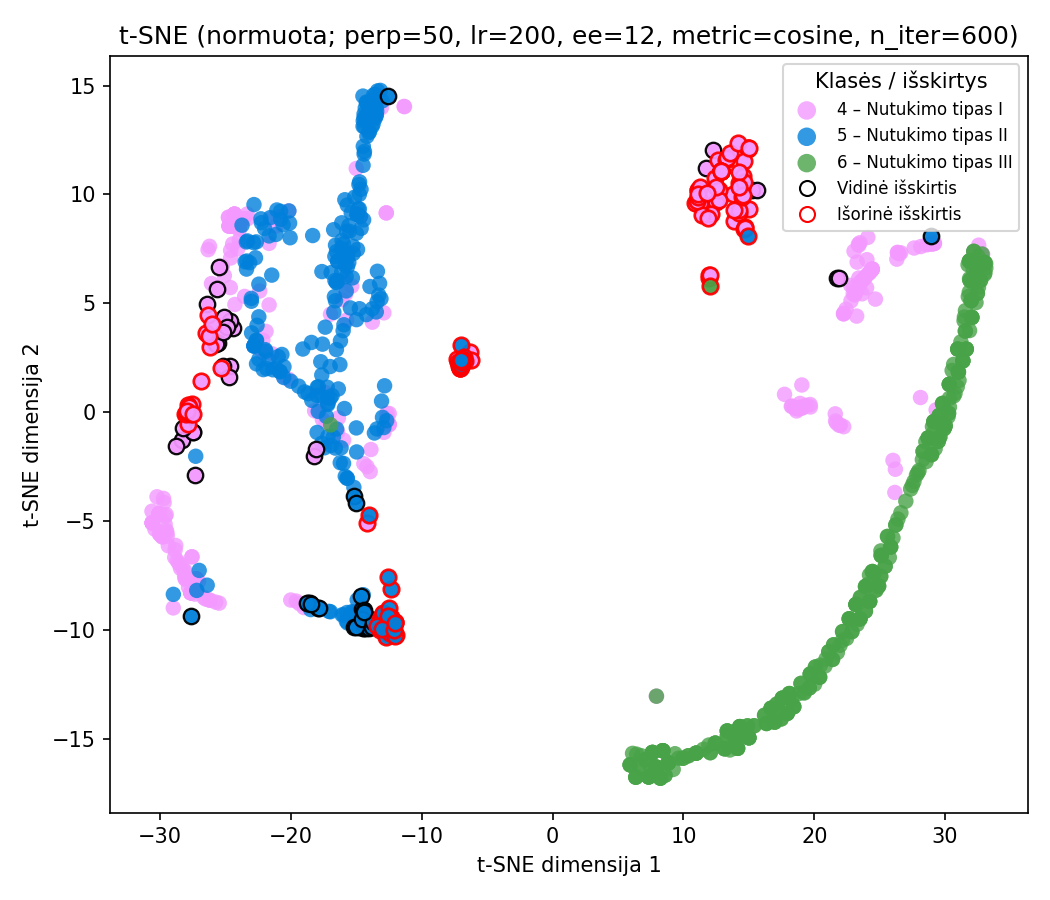 t-SNE (normuota; perp=50, lr=200, ee=12, metric=cosine, n_iter=600)
Klasės / išskirtys
4 – Nutukimo tipas I
5 – Nutukimo tipas II
6 – Nutukimo tipas III
Vidinė išskirtis
Išorinė išskirtis
t-SNE dimensija 2
15
10
5
0
−5
−10
−15
−30
−20
−10
0
10
20
30
t-SNE dimensija 1